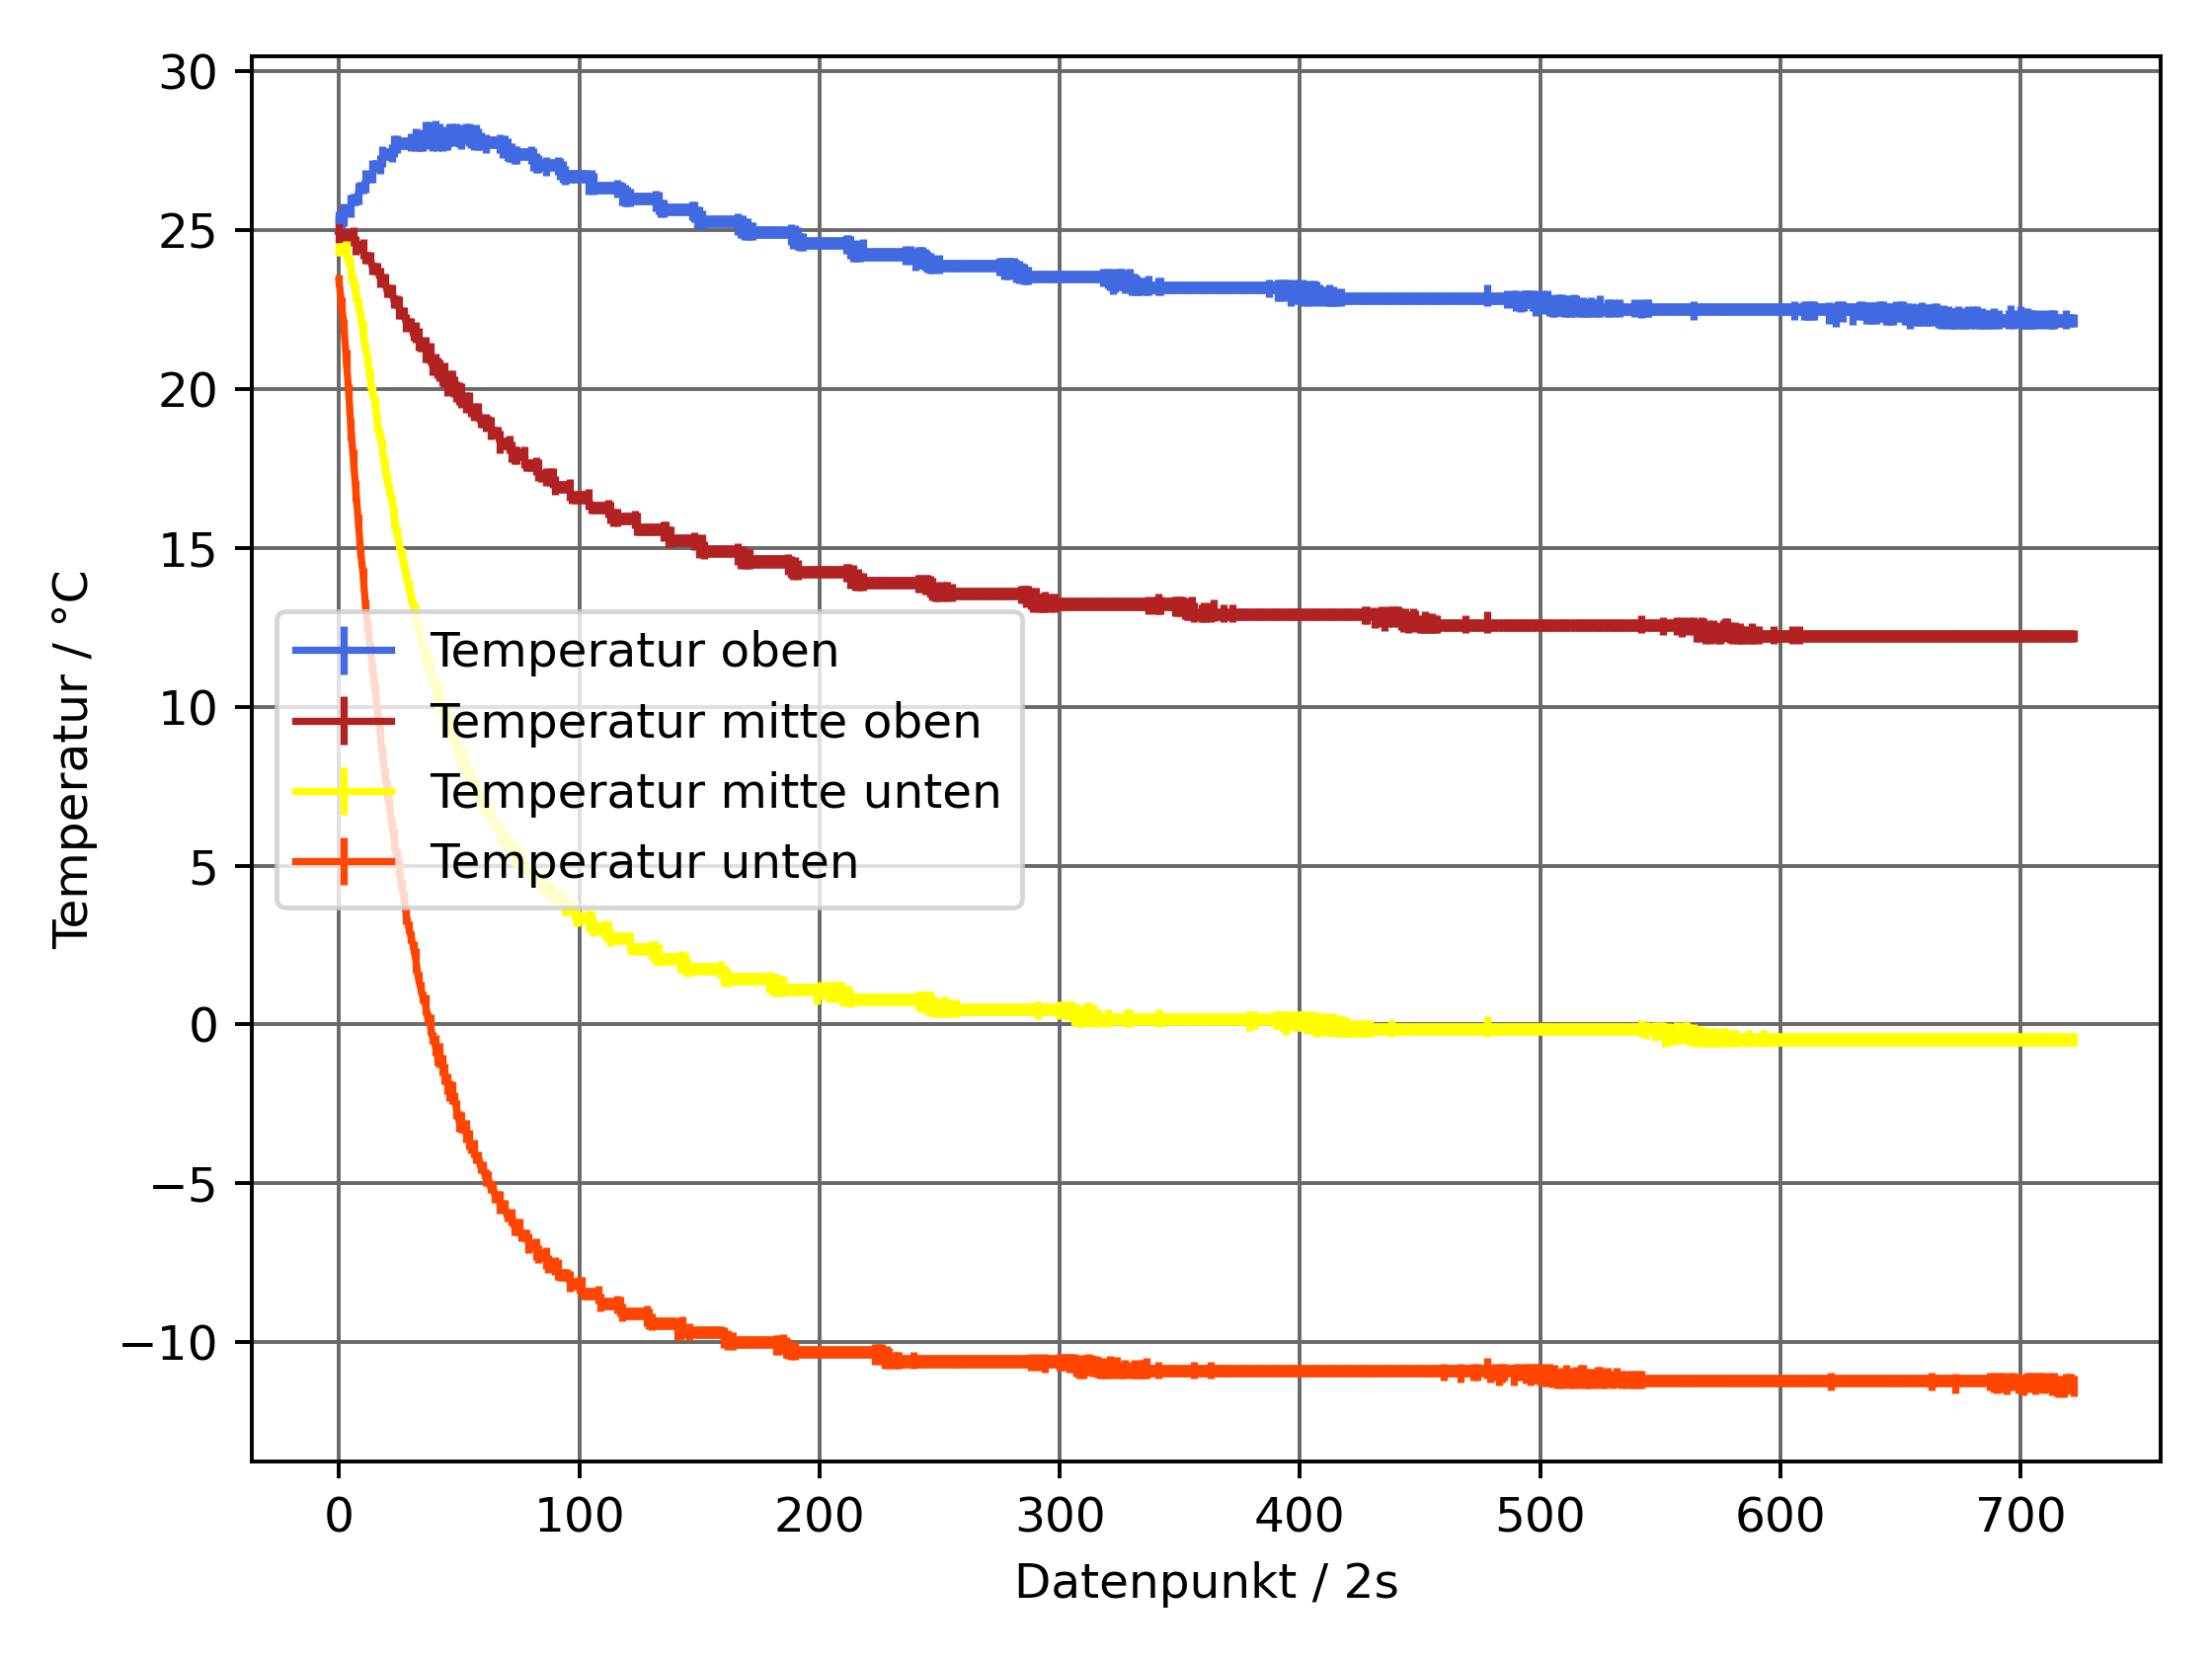 30
25
20
15
10
5
0
−5
−10
Temperatur / °C
Temperatur oben
Temperatur mitte oben
Temperatur mitte unten
Temperatur unten
0 100 200 300 400 500 600 700
Datenpunkt / 2s